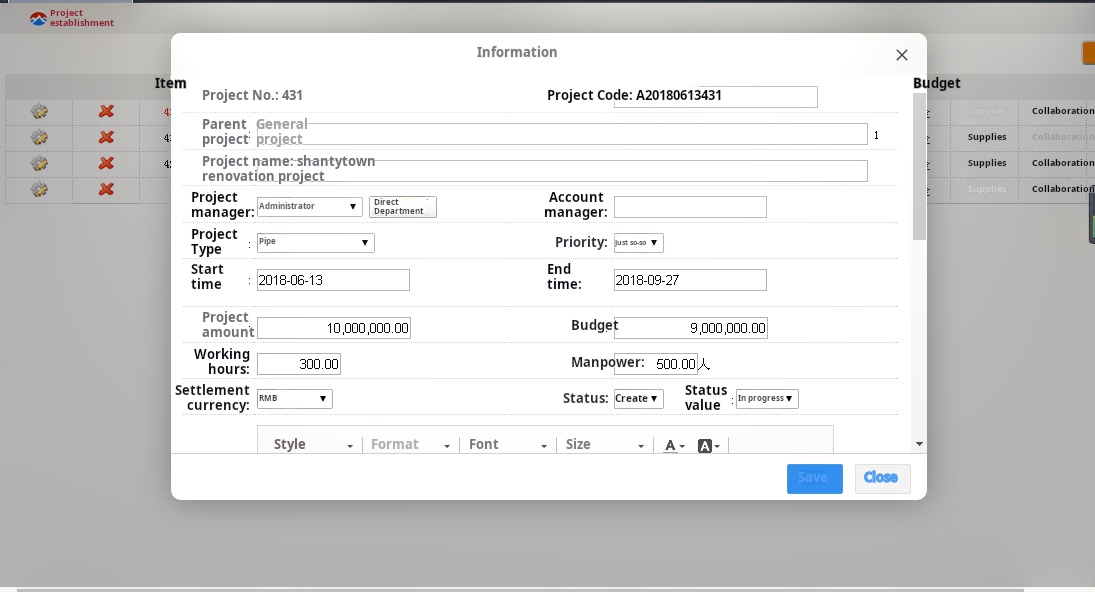 Project
establishment
Information
Item
Budget
Project No.: 431
Project Code: A20180613431
Parent
project:
General
project
1
Project name: shantytown
renovation project
Project
manager:
Administrator
Direct
Department
Account
manager:
Project
Type :
Pipe
Priority:
Just so-so
Start
time :
2018-06-13
End
time:
2018-09-27
Project
amount:
10,000,000.00
Budget
9,000,000.00
Working
hours:
300.00
Manpower:
500.00人
Settlement
currency:
RMB
Status:
Create
Status
value :
In progress
Style
Format
Font
Size
A
A
Save
Close
Supplies
Collaboration
Supplies
Collaboration
Supplies
Collaboration
Supplies
Collaboration